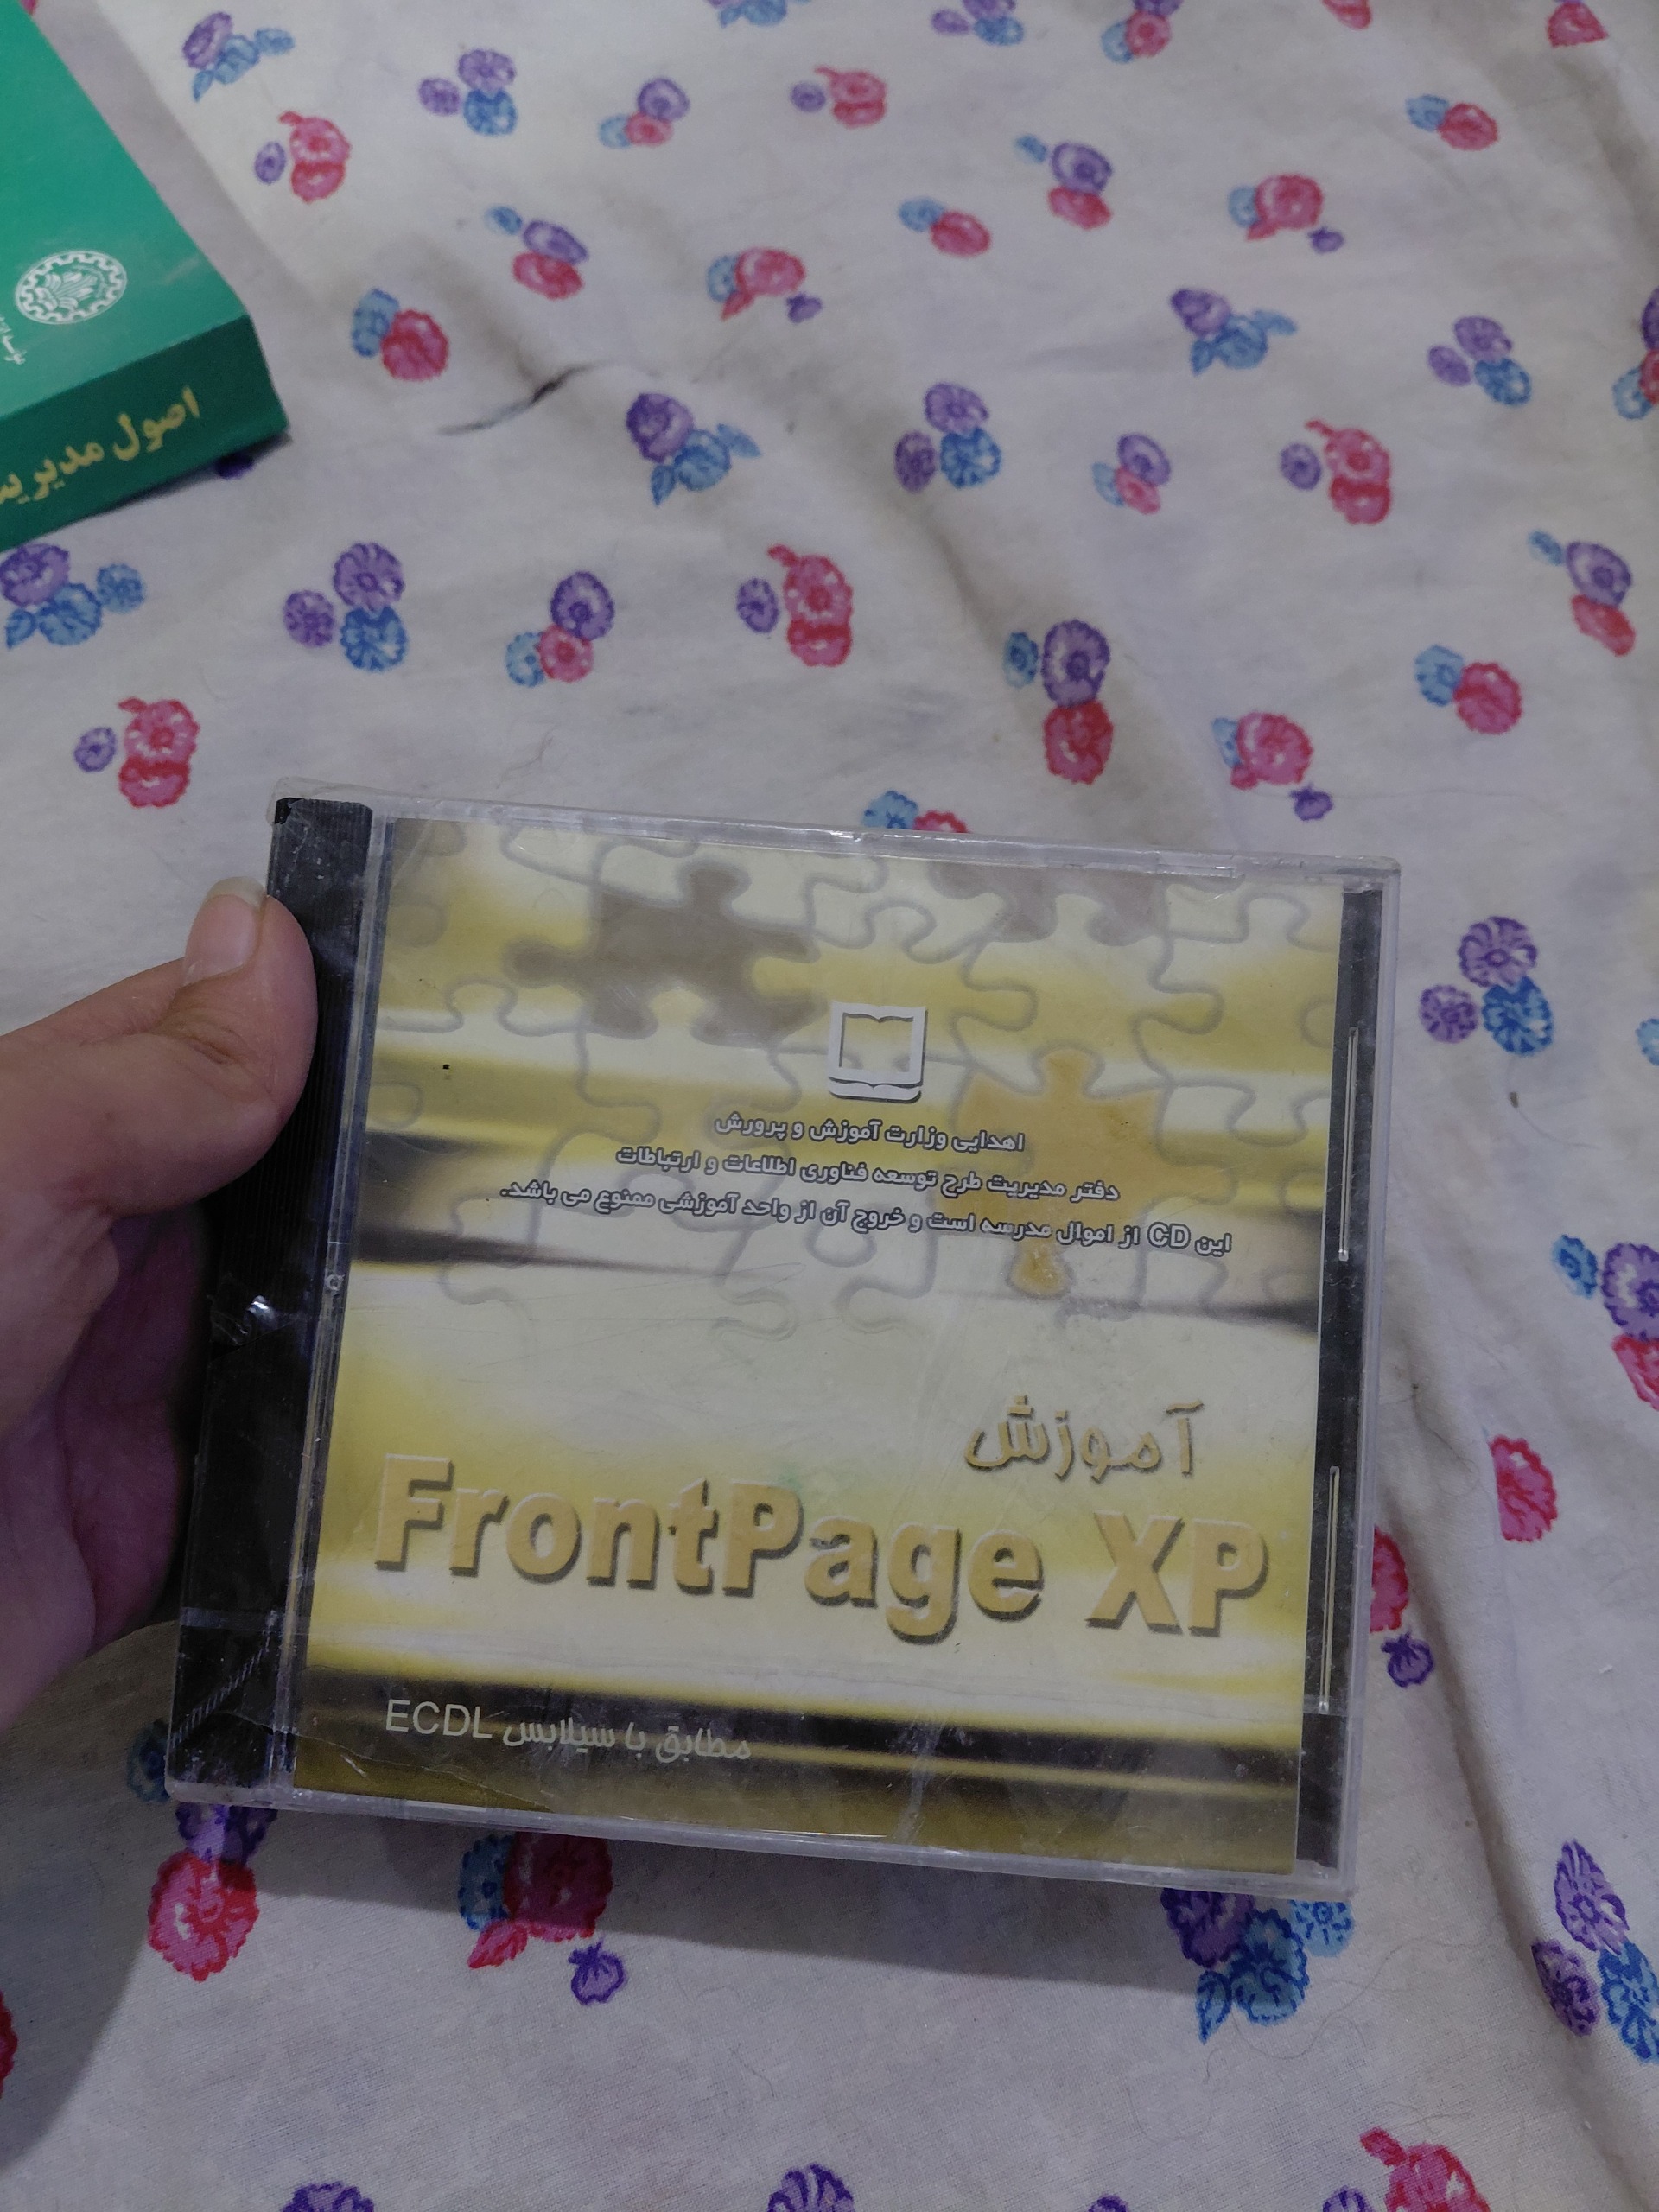 اصول
اهدایی وزارت آموزش و پرورش
دفتر مدیریت طرح توسعه فناوری اطلاعات و ارتباطات
این CD از اموال مدرسه است و خروج آن از واحد آموزشی ممنوع می باشد.
آموزش
FrontPage XP
مطابق با سیلابس ECDL